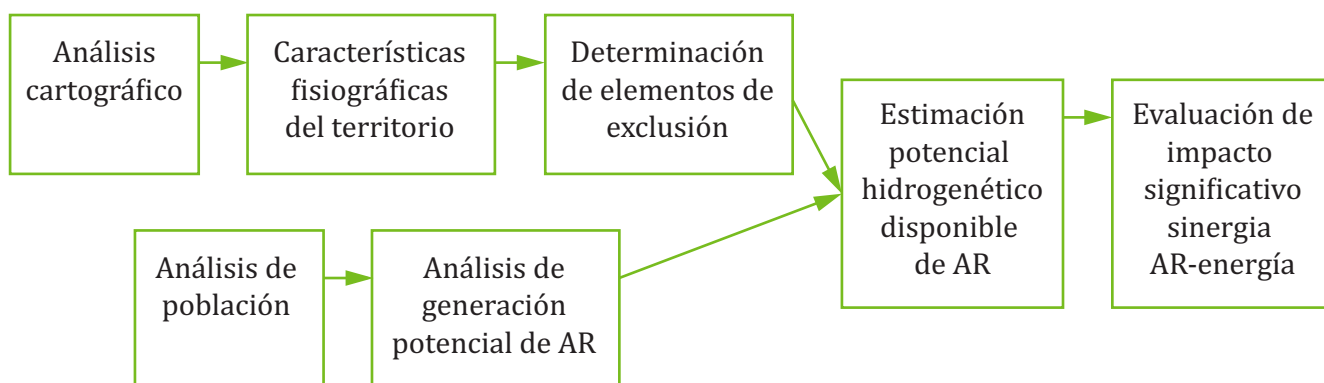 Análisis
cartográfico
Características
fisiográficas
del territorio
Determinación
de elementos de
exclusión
Análisis de
población
Análisis de
generación
potencial de AR
Estimación
potencial
hidrogenético
disponible
de AR
Evaluación de
impacto
significativo
sinergia
AR-energía